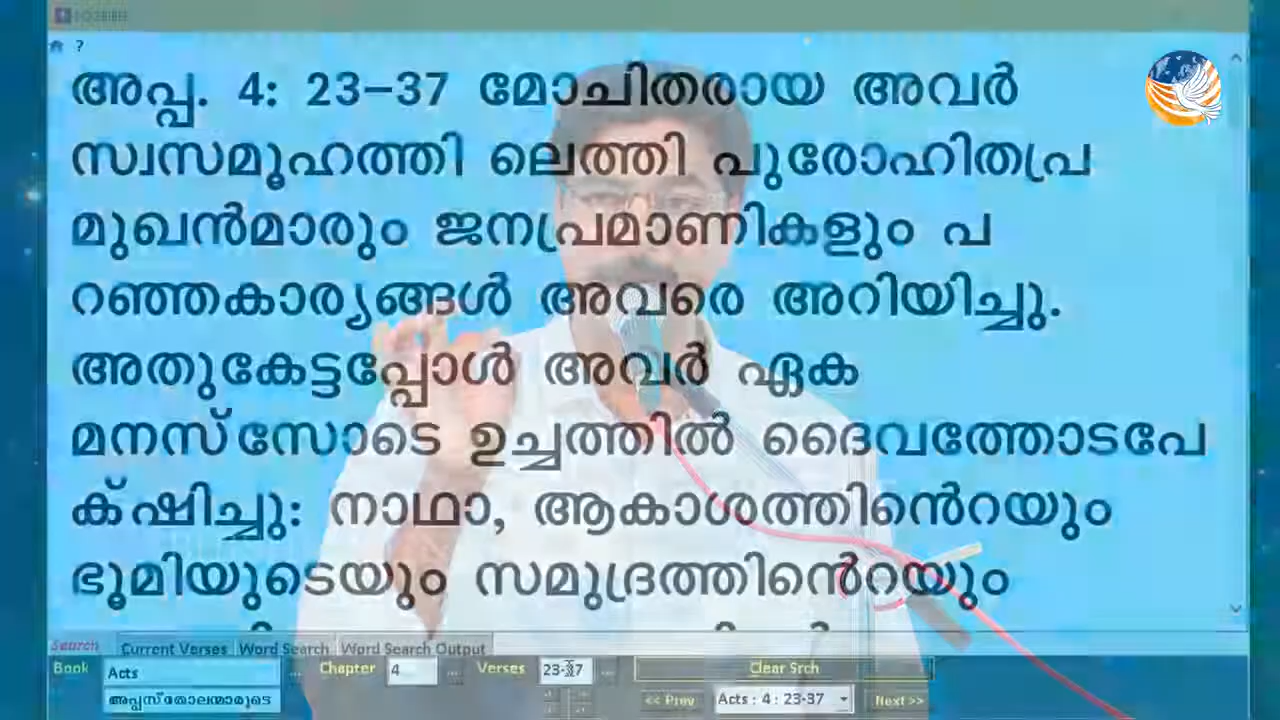 ?
അപ്പ. 4: 23-37 മോചിതരായ അവർ
സ്വസമൂഹത്തി ലെത്തി പുരോഹിതപ്ര
മുഖൻമാരും ജനപ്രമാണികളും പ
റഞ്ഞകാര്യങ്ങൾ അവരെ അറിയിച്ചു.
അതുകേട്ടപ്പോൾ അവർ ഏക
മനസ്സോടെ ഉച്ചത്തിൽ ദൈവത്തോടപേ
ക്ഷിച്ചു: നാഥാ, ആകാശത്തിൻെറയും
ഭൂമിയുടെയും സമുദ്രത്തിൻെറയും
Search Current Verses Word Search Word Search Output
Book Acts ... Chapter 4 ... Verses 23-37 ... Clear Srch
അപ്പസ്തോലന്മാരുടെ << Prev Acts : 4 : 23-37 Next >>